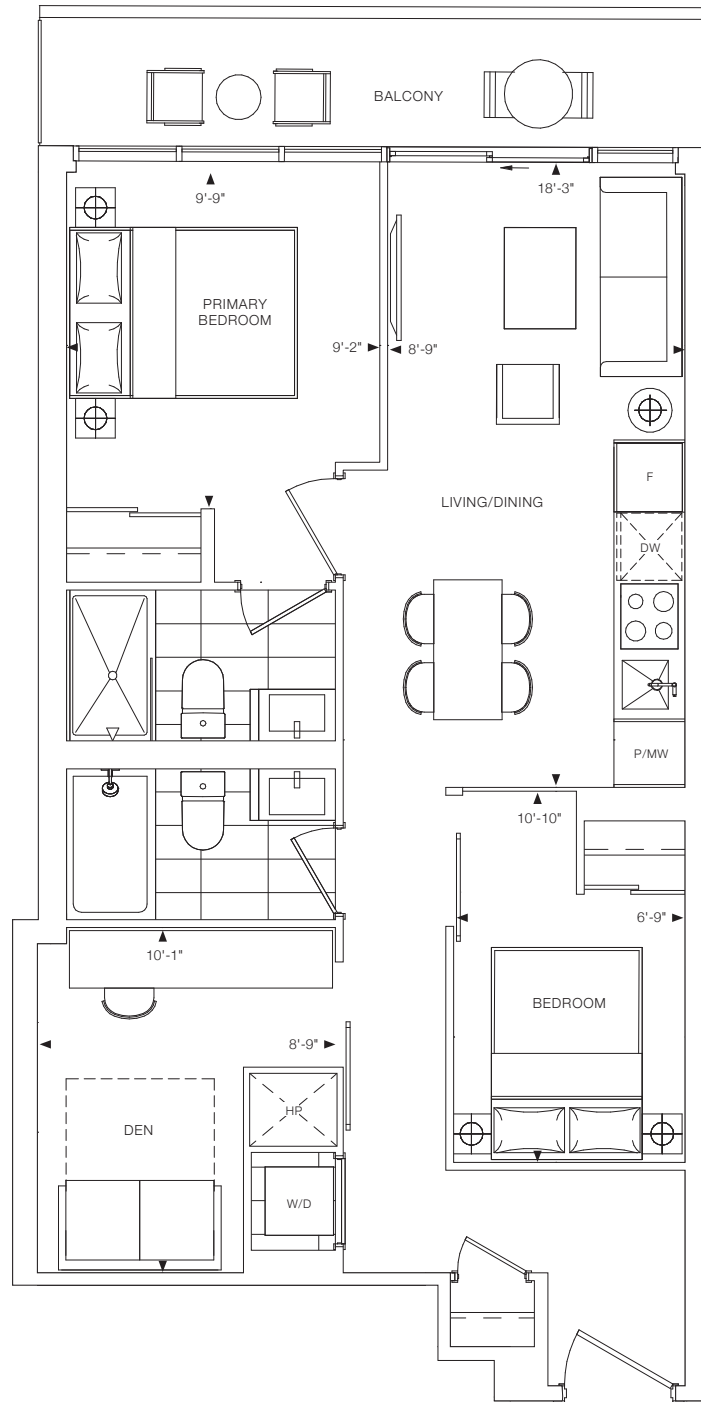 BALCONY
9'-9"
18'-3"
PRIMARY
BEDROOM
9'-2"
8'-9"
F
LIVING/DINING
DW
P/MW
10'-10"
6'-9"
10'-1"
BEDROOM
8'-9"
HP
DEN
W/D